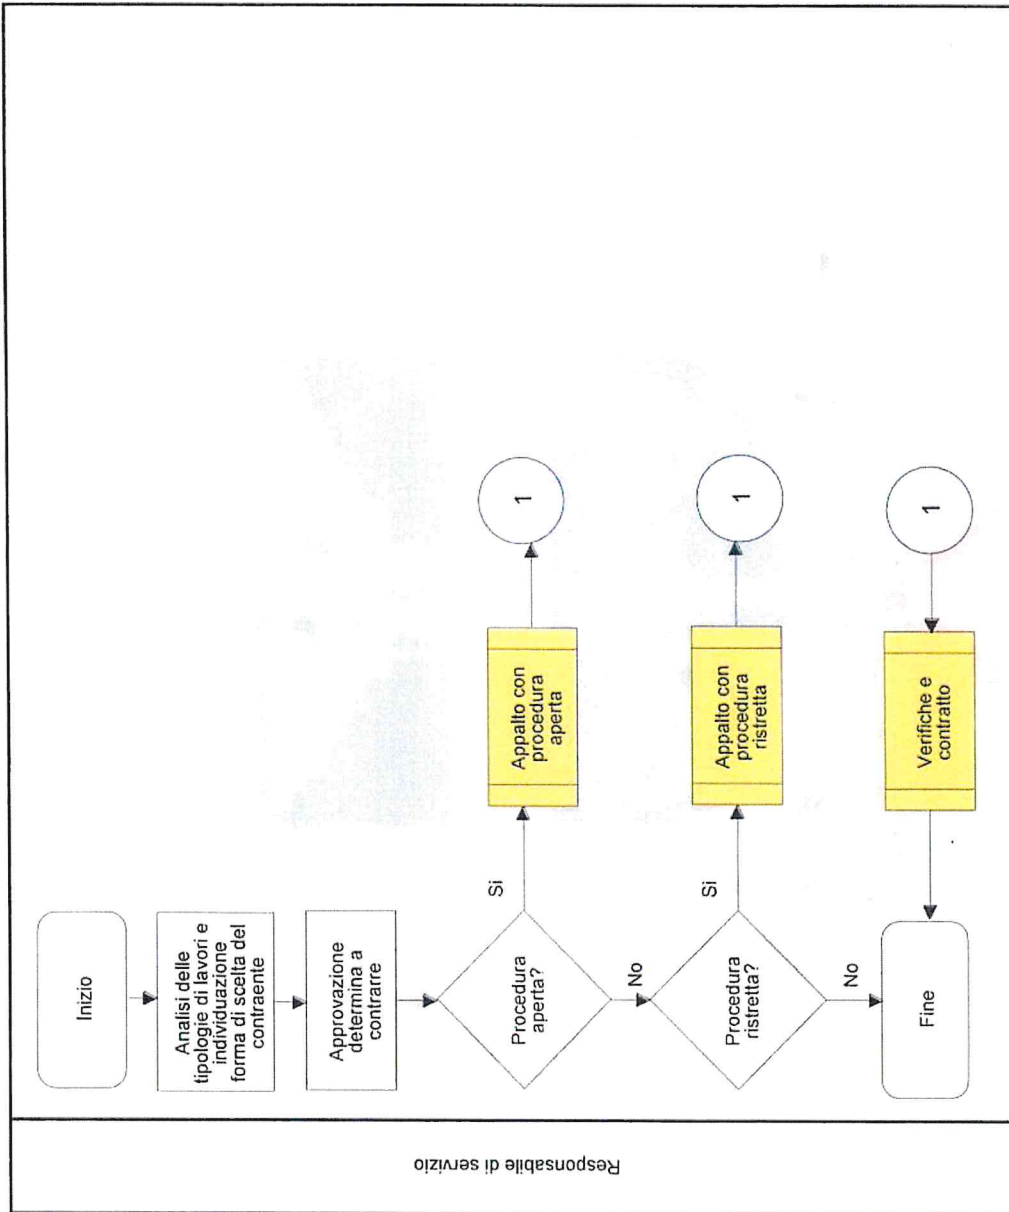 Responsabile di servizio
Inizio
Analisi delle
tipologie di lavori e
individuazione
forma di scelta del
contraente
Approvazione
determina a
contrarre
Procedura
aperta?
Si
Appalto con
procedura
aperta
1
No
Procedura
ristretta?
Si
Appalto con
procedura
ristretta
1
No
Fine
Verifiche e
contratto
1